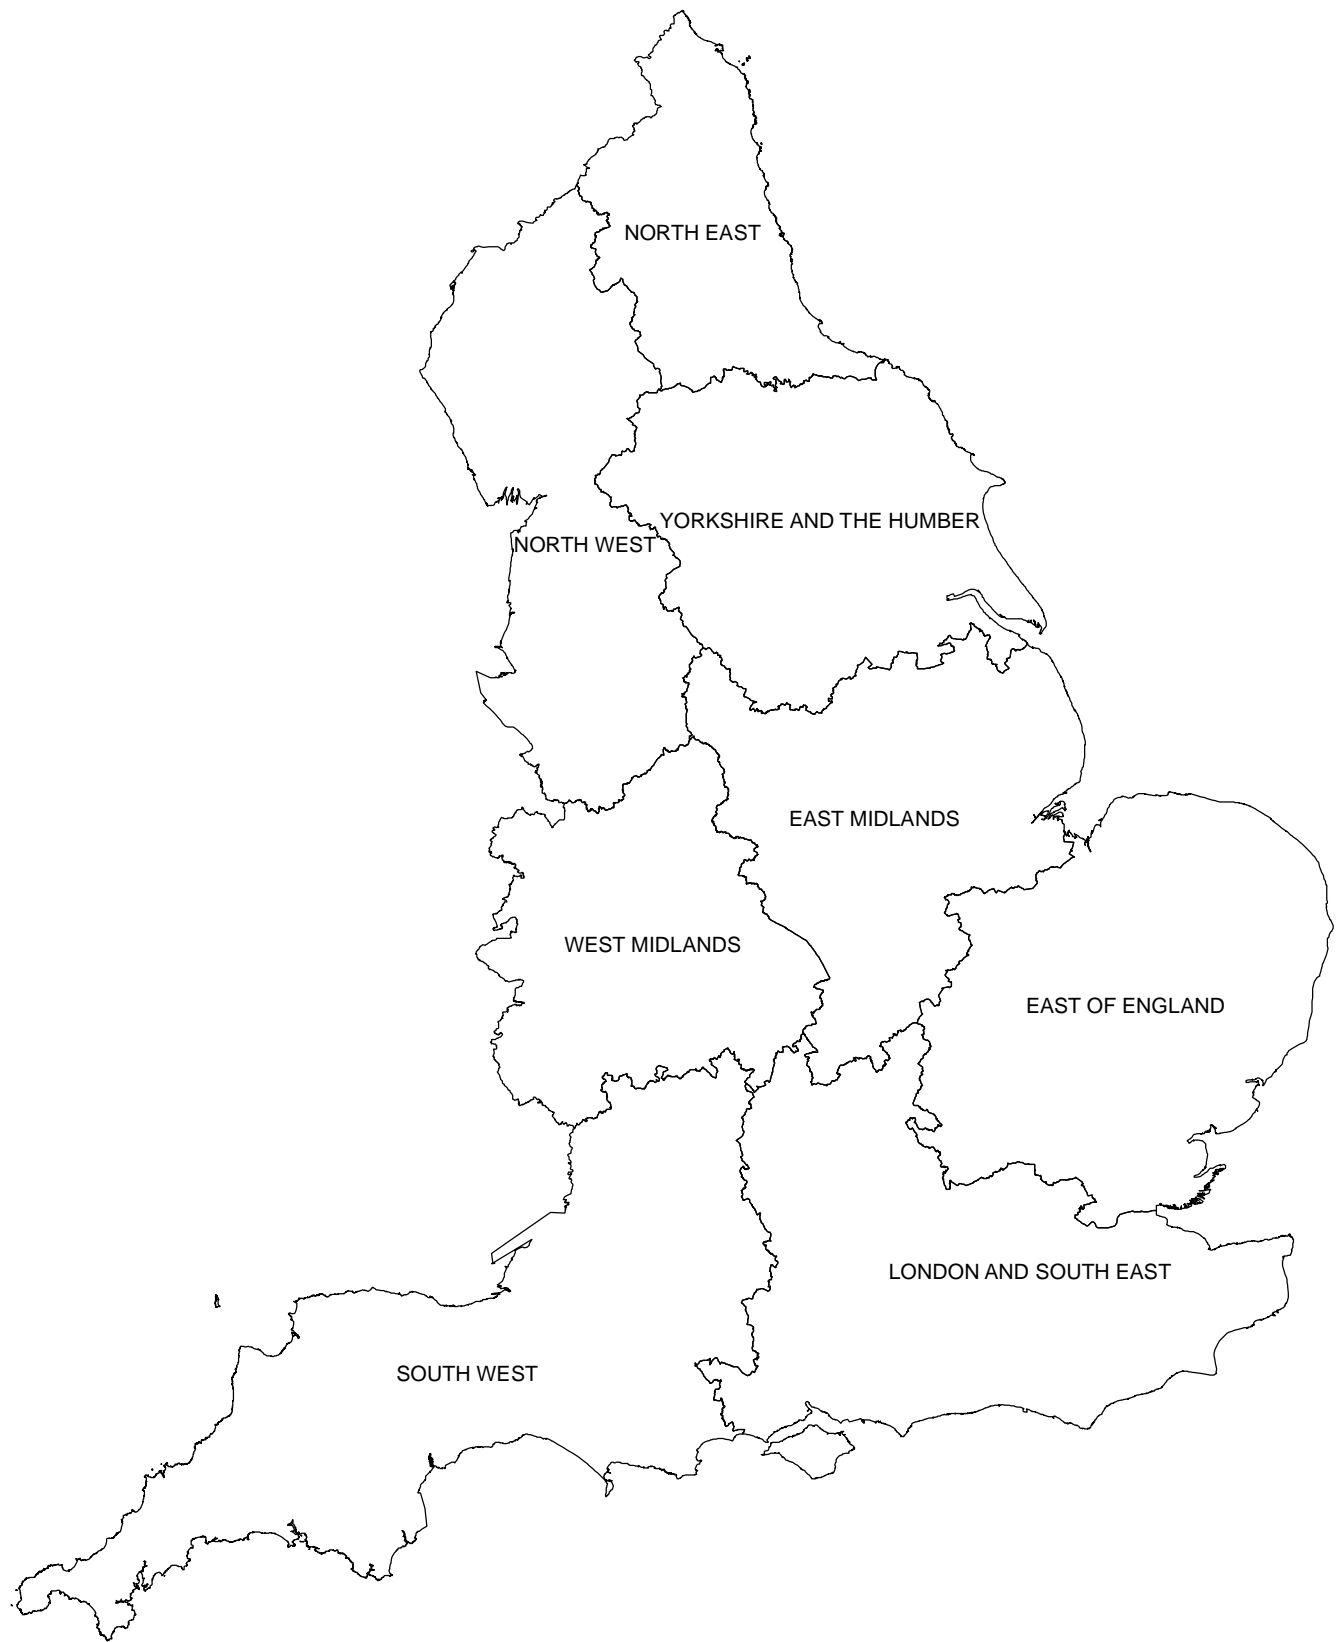 NORTH EAST
YORKSHIRE AND THE HUMBER
NORTH WEST
EAST MIDLANDS
WEST MIDLANDS
EAST OF ENGLAND
LONDON AND SOUTH EAST
SOUTH WEST